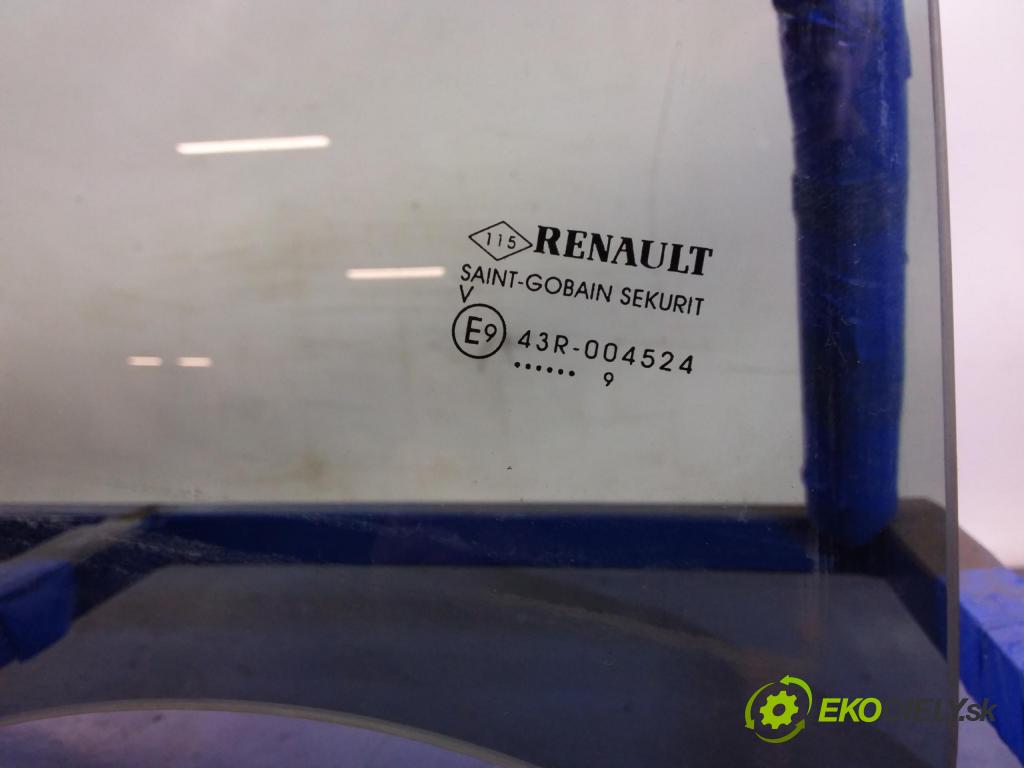 115 RENAULT
SAINT-GOBAIN SEKURIT
V
E9 43R-004524
...... 9
EKODIELY.sk